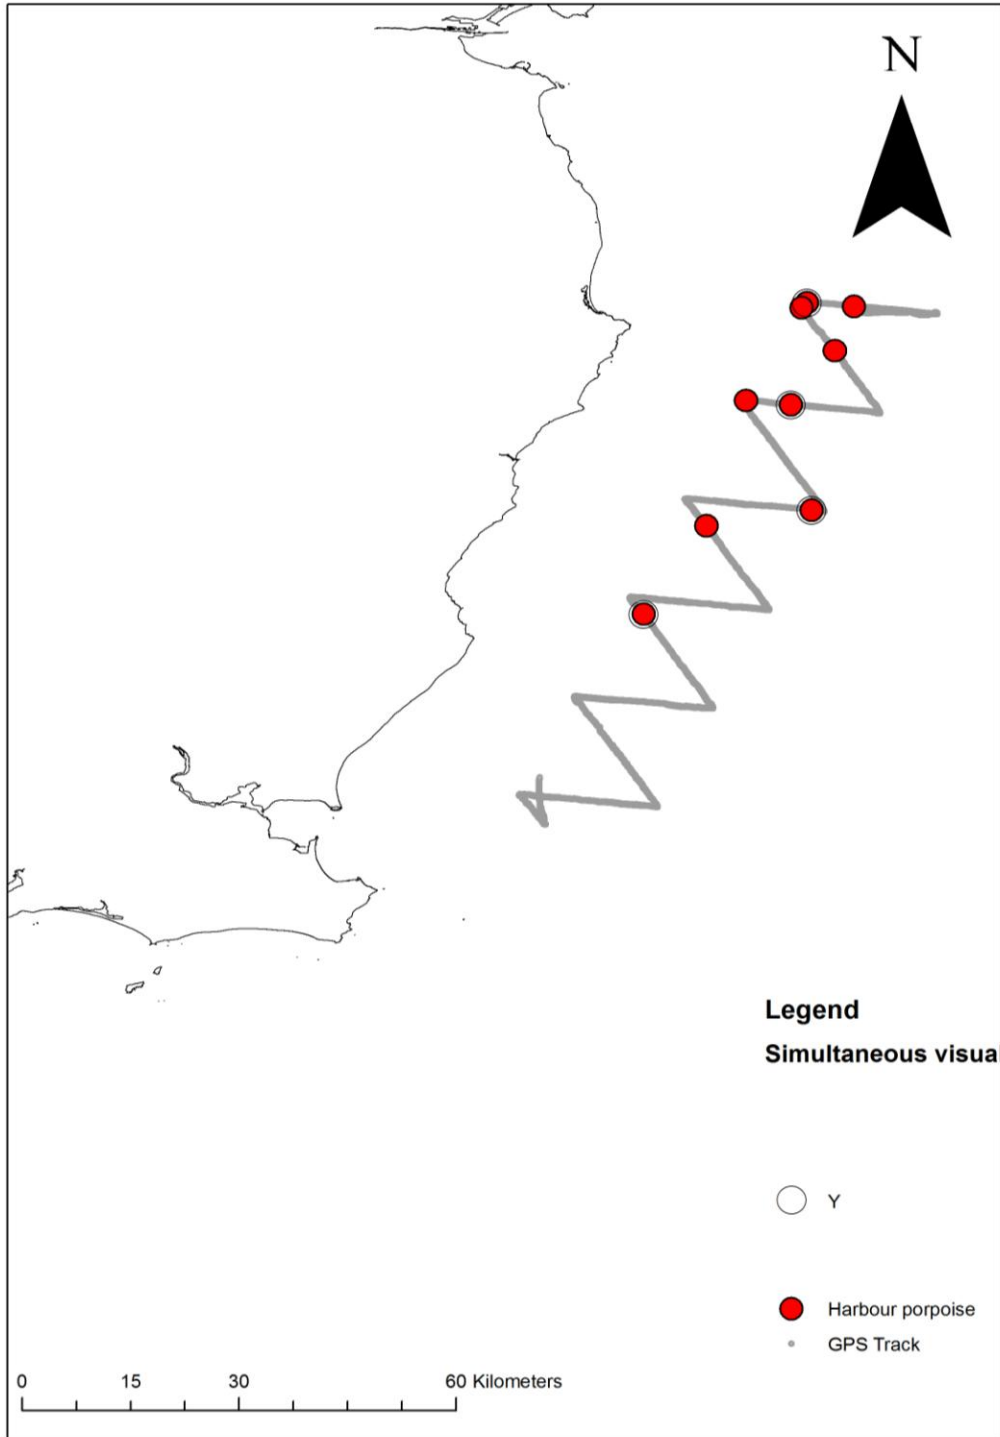 N
Legend
Simultaneous visual
Y
Harbour porpoise
GPS Track
0 15 30 60 Kilometers